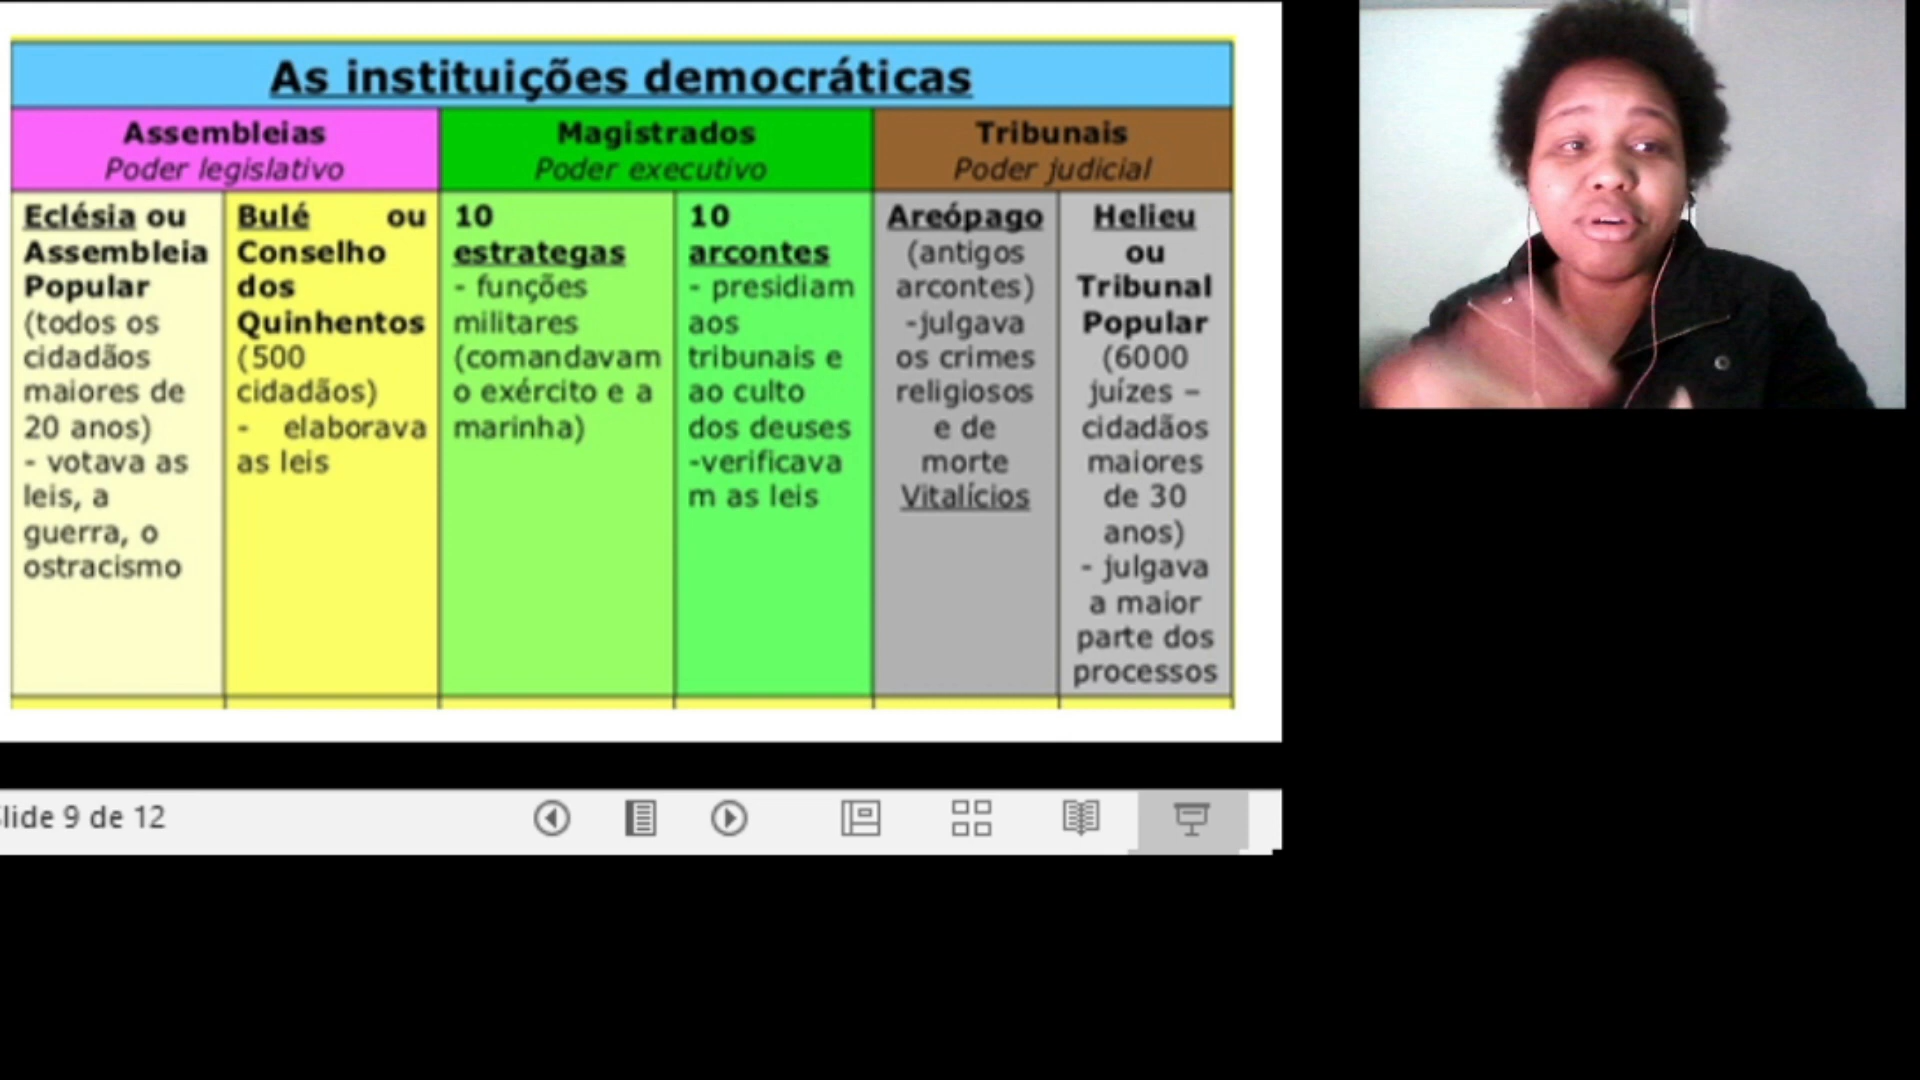 As instituições democráticas
Assembleias
Poder legislativo
Magistrados
Poder executivo
Tribunais
Poder judicial
Eclésia ou
Assembleia
Popular
(todos os
cidadãos
maiores de
20 anos)
- votava as
leis, a
guerra, o
ostracismo
Bulé ou
Conselho
dos
Quinhentos
(500
cidadãos)
- elaborava
as leis
10
estrategas
- funções
militares
(comandavam
o exército e a
marinha)
10
arcontes
- presidiam
aos
tribunais e
ao culto
dos deuses
-verificava
m as leis
Areópago
(antigos
arcontes)
-julgava
os crimes
religiosos
e de
morte
Vitalícios
Helieu
ou
Tribunal
Popular
(6000
juízes –
cidadãos
maiores
de 30
anos)
- julgava
a maior
parte dos
processos
lide 9 de 12